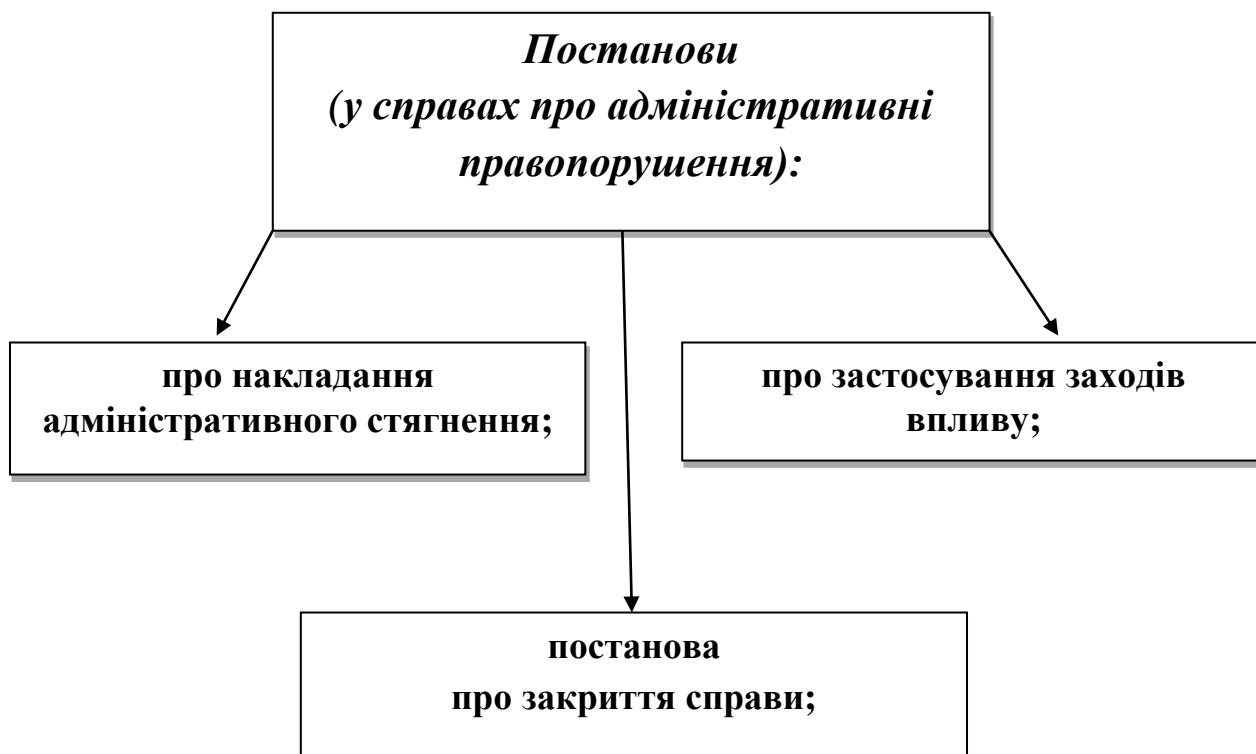 Постанови
(у справах про адміністративні
правопорушення):
про накладання
адміністративного стягнення;
про застосування заходів
впливу;
постанова
про закриття справи;